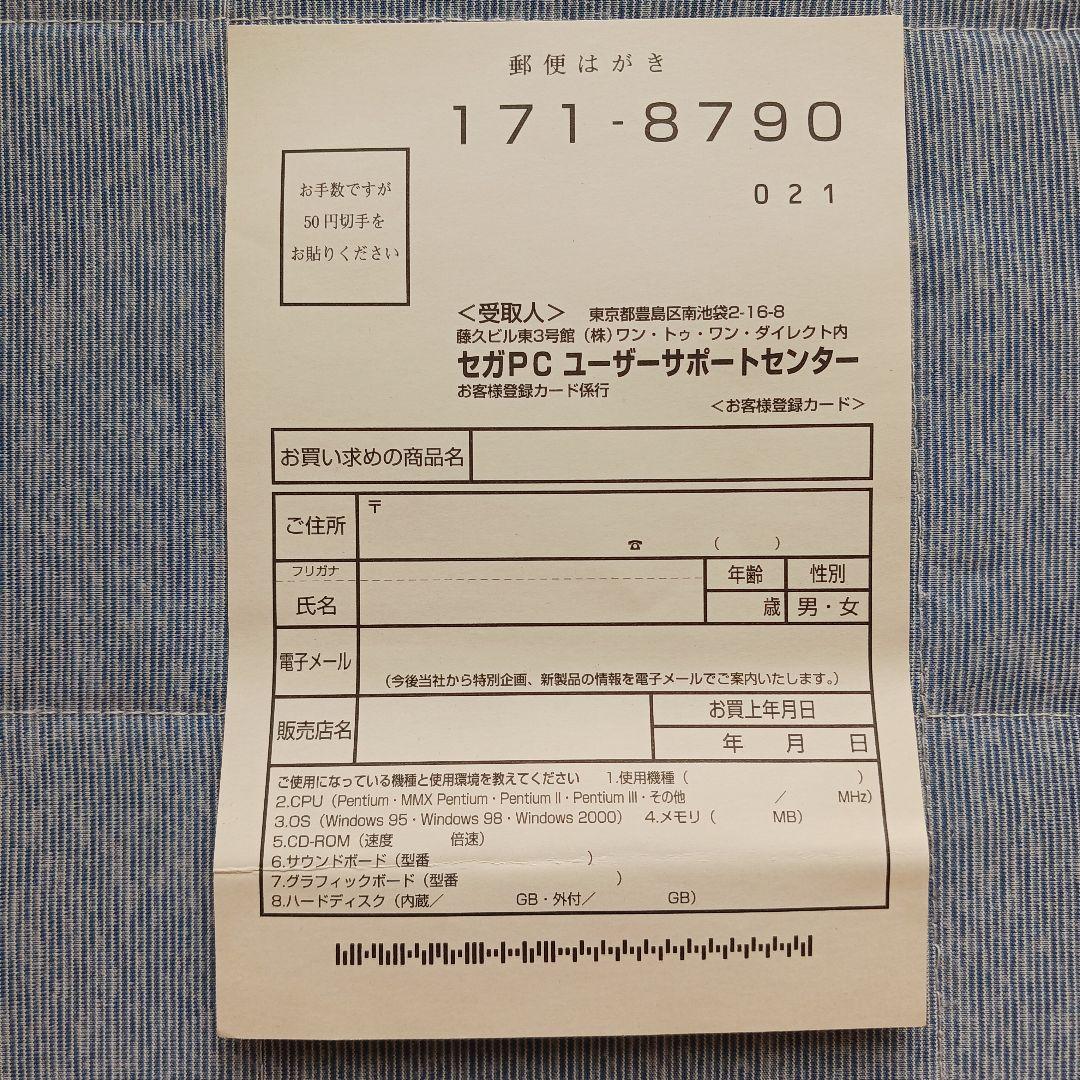 郵便はがき
171-8790
021
お手数ですが
50円切手を
お貼りください
＜受取人＞ 東京都豊島区南池袋2-16-8
藤久ビル東3号館（株）ワン・トゥ・ワン・ダイレクト内
セガPC ユーザーサポートセンター
お客様登録カード係行
＜お客様登録カード＞
お買い求めの商品名
ご住所 〒
☎ （ ）
フリガナ 年齢 性別
氏名 歳 男・女
電子メール
（今後当社から特別企画、新製品の情報を電子メールでご案内いたします。）
販売店名 お買上年月日
年 月 日
ご使用になっている機種と使用環境を教えてください 1.使用機種（ ）
2.CPU（Pentium・MMX Pentium・Pentium II・Pentium III・その他 ／ MHz）
3.OS（Windows 95・Windows 98・Windows 2000） 4.メモリ（ MB）
5.CD-ROM（速度 倍速）
6.サウンドボード（型番 ）
7.グラフィックボード（型番 ）
8.ハードディスク（内蔵／ GB・外付／ GB）